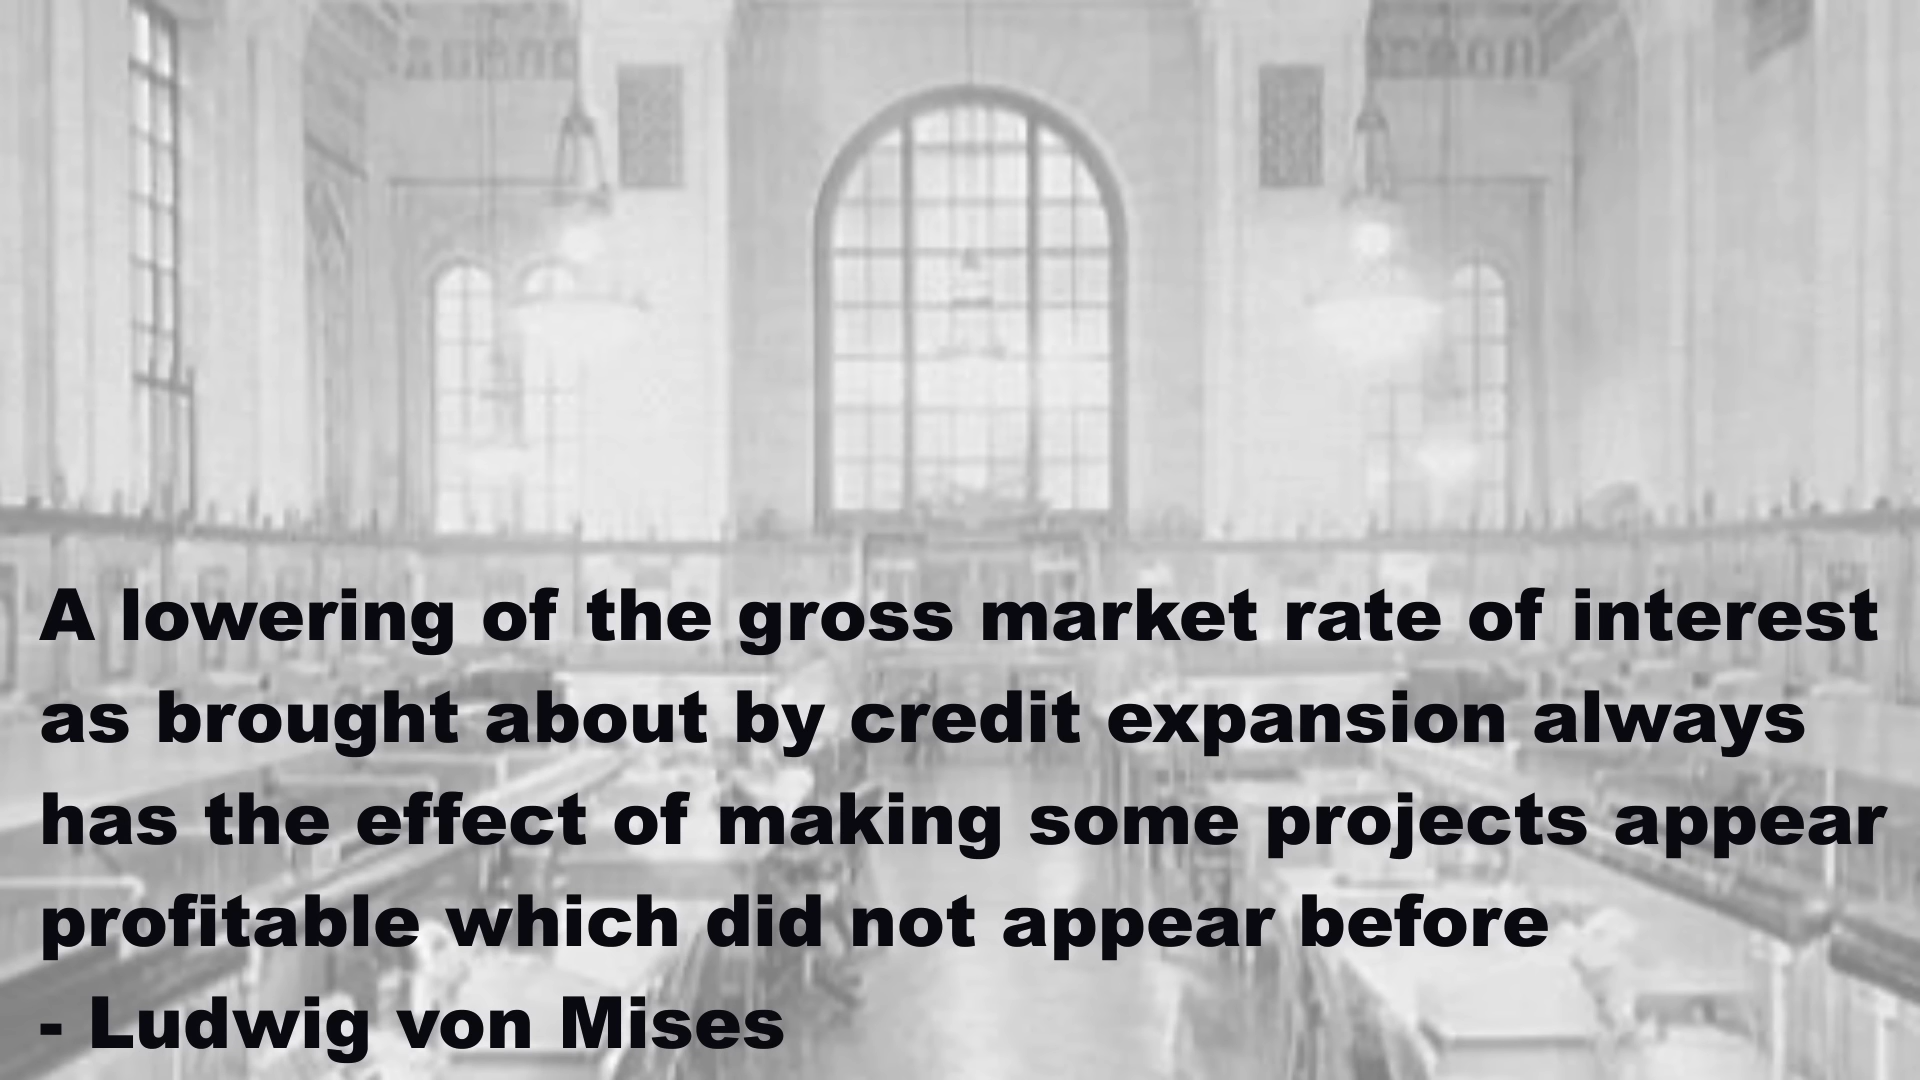 A lowering of the gross market rate of interest
as brought about by credit expansion always
has the effect of making some projects appear
profitable which did not appear before
- Ludwig von Mises